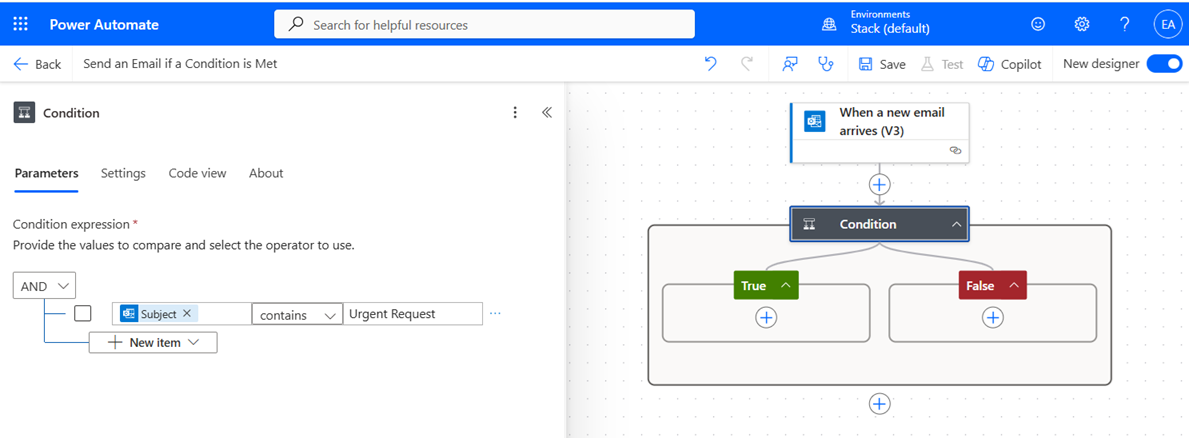 Power Automate
Search for helpful resources
Environments
Stack (default)
?
EA
Back
Send an Email if a Condition is Met
Save
Test
Copilot
New designer
Condition
Parameters
Settings
Code view
About
Condition expression *
Provide the values to compare and select the operator to use.
AND
Subject
contains
Urgent Request
New item
When a new email
arrives (V3)
Condition
True
False